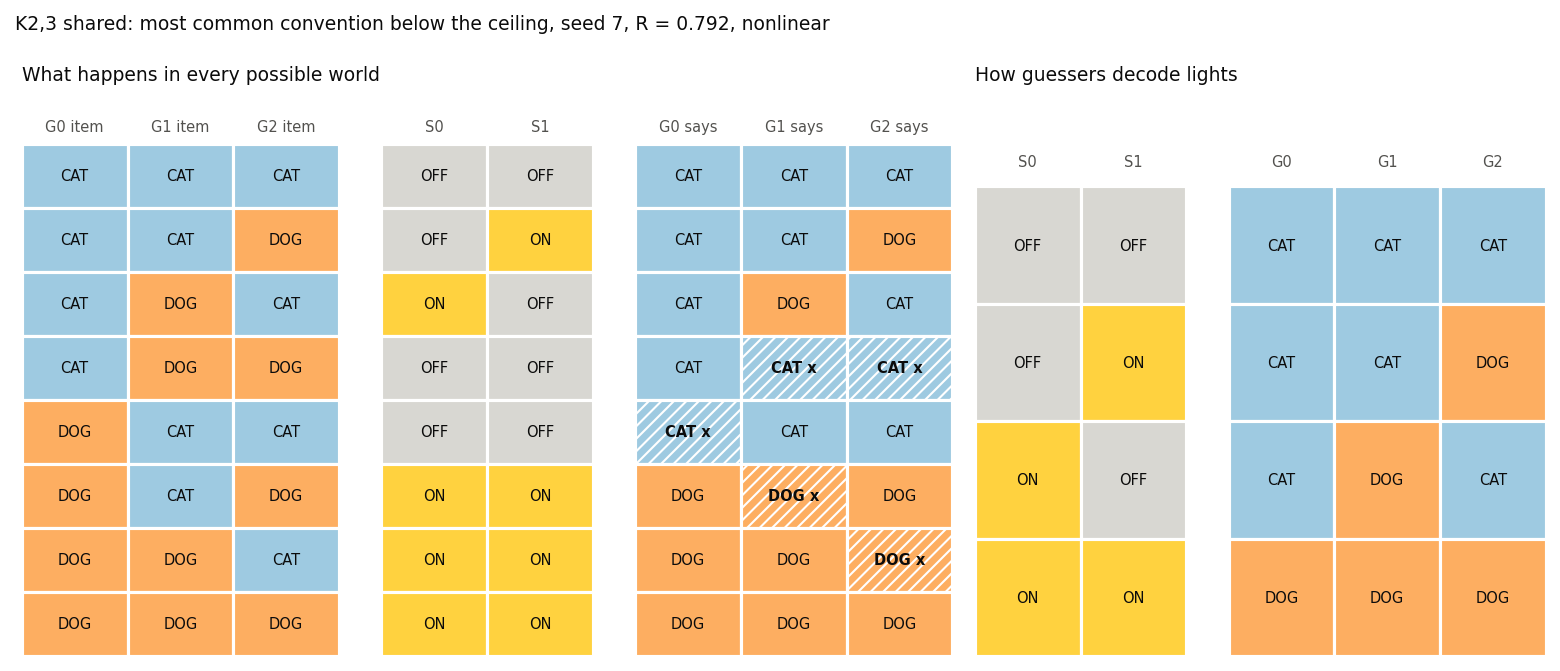 K2,3 shared: most common convention below the ceiling, seed 7, R = 0.792, nonlinear
What happens in every possible world
G0 item G1 item G2 item S0 S1 G0 says G1 says G2 says
CAT CAT CAT OFF OFF CAT CAT CAT
CAT CAT DOG OFF ON CAT CAT DOG
CAT DOG CAT ON OFF CAT DOG CAT
CAT DOG DOG OFF OFF CAT CAT x CAT x
DOG CAT CAT OFF OFF CAT x CAT CAT
DOG CAT DOG ON ON DOG DOG x DOG
DOG DOG CAT ON ON DOG DOG DOG x
DOG DOG DOG ON ON DOG DOG DOG
How guessers decode lights
S0 S1 G0 G1 G2
OFF OFF CAT CAT CAT
OFF ON CAT CAT DOG
ON OFF CAT DOG CAT
ON ON DOG DOG DOG